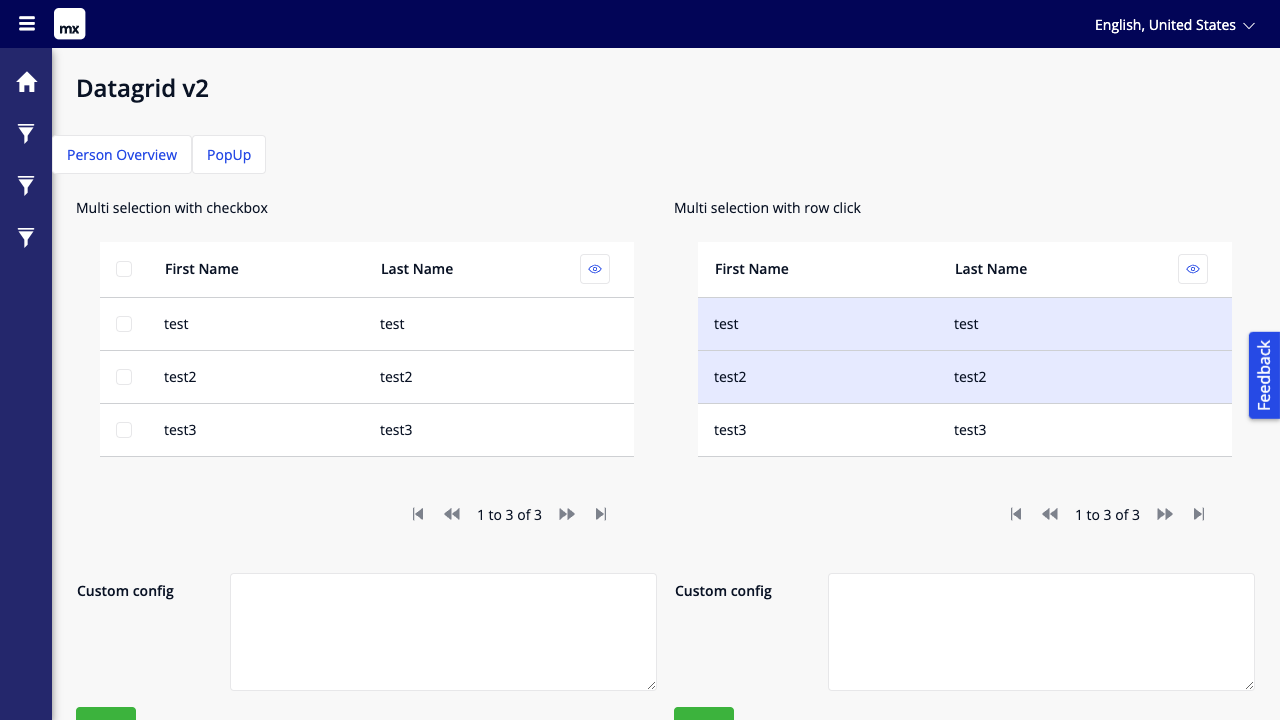 mx
English, United States
Datagrid v2
Person Overview PopUp
Multi selection with checkbox
First Name Last Name
test test
test2 test2
test3 test3
1 to 3 of 3
Custom config
Multi selection with row click
First Name Last Name
test test
test2 test2
test3 test3
1 to 3 of 3
Custom config
Feedback